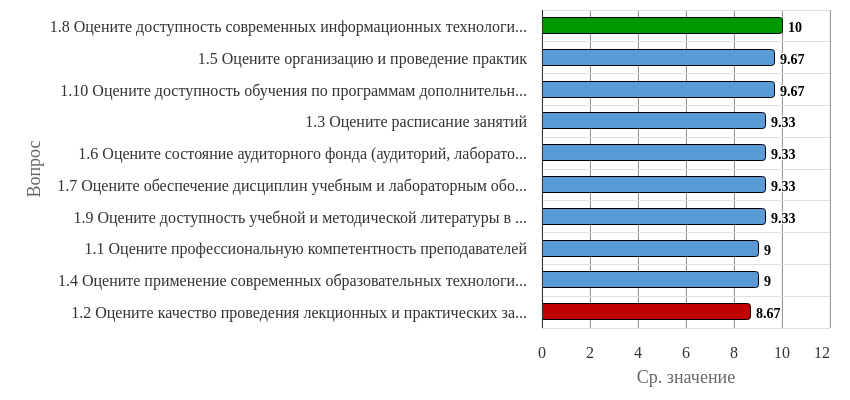 1.8 Оцените доступность современных информационных технологи... 10
1.5 Оцените организацию и проведение практик 9.67
1.10 Оцените доступность обучения по программам дополнительн... 9.67
1.3 Оцените расписание занятий 9.33
1.6 Оцените состояние аудиторного фонда (аудиторий, лаборато... 9.33
1.7 Оцените обеспечение дисциплин учебным и лабораторным обо... 9.33
1.9 Оцените доступность учебной и методической литературы в ... 9.33
1.1 Оцените профессиональную компетентность преподавателей 9
1.4 Оцените применение современных образовательных технологи... 9
1.2 Оцените качество проведения лекционных и практических за... 8.67
Вопрос
0 2 4 6 8 10 12
Ср. значение